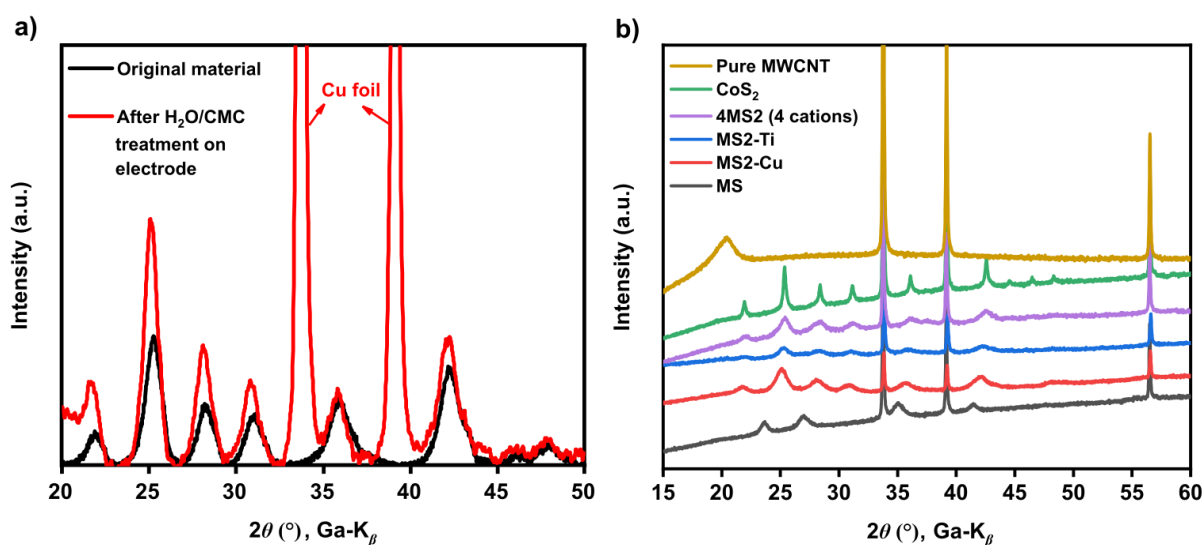 a)
Original material
After H₂O/CMC
treatment on
electrode
Cu foil
Intensity (a.u.)
20 25 30 35 40 45 50
2θ (°), Ga-Kᵦ
b)
Pure MWCNT
CoS₂
4MS2 (4 cations)
MS2-Ti
MS2-Cu
MS
Intensity (a.u.)
15 20 25 30 35 40 45 50 55 60
2θ (°), Ga-Kᵦ